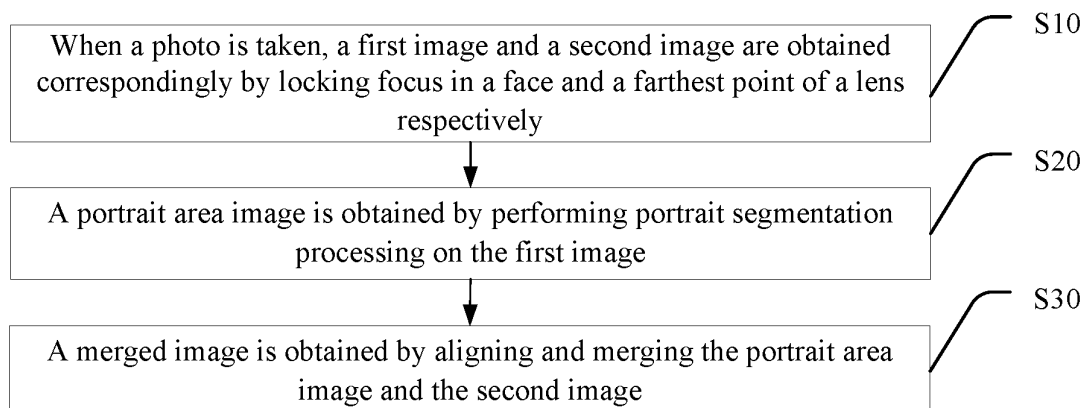 When a photo is taken, a first image and a second image are obtained
correspondingly by locking focus in a face and a farthest point of a lens
respectively
S10
A portrait area image is obtained by performing portrait segmentation
processing on the first image
S20
A merged image is obtained by aligning and merging the portrait area
image and the second image
S30